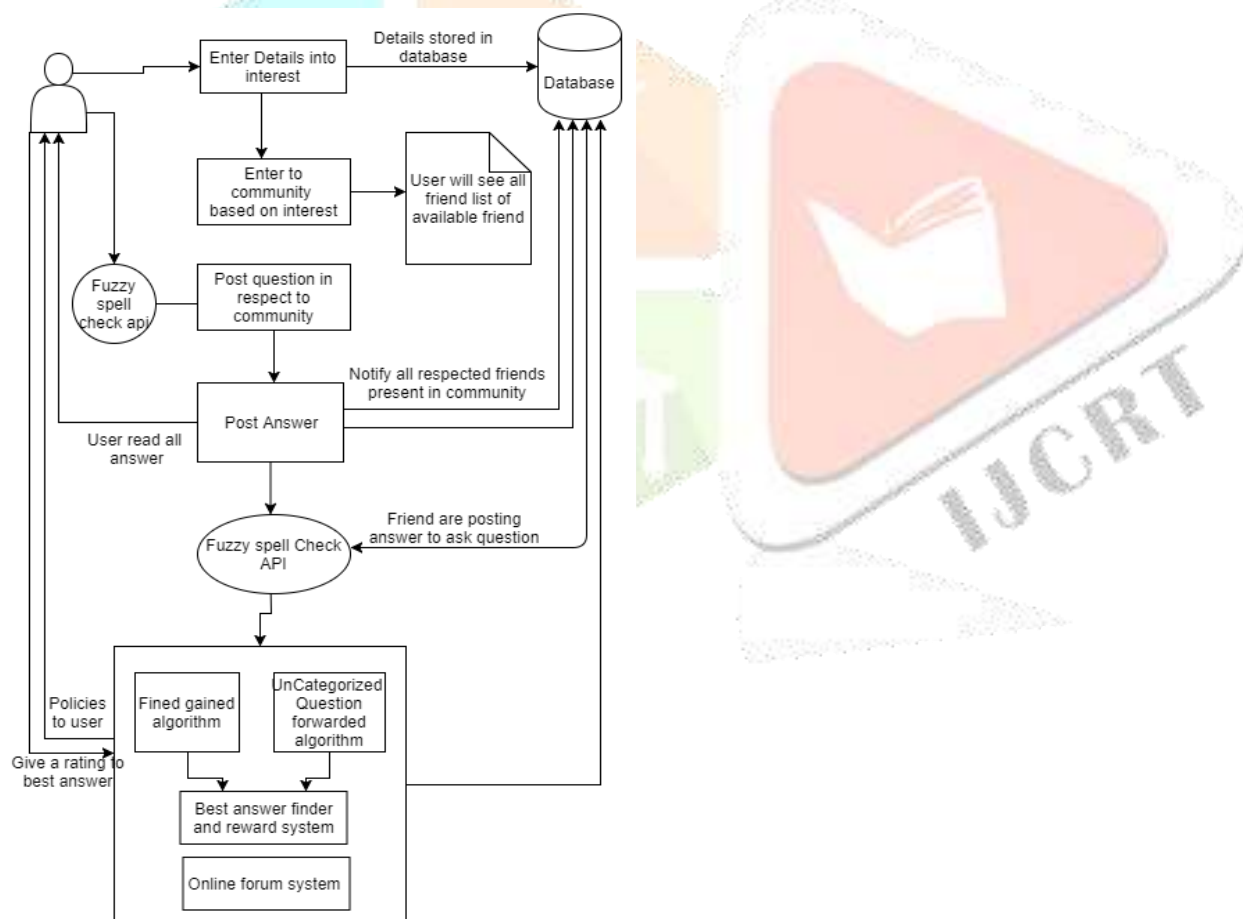 Enter Details into
interest
Details stored in
database
Database
Enter to
community
based on interest
User will see all
friend list of
available friend
Fuzzy
spell
check api
Post question in
respect to
community
Notify all respected friends
present in community
Post Answer
User read all
answer
Friend are posting
answer to ask question
Fuzzy spell Check
API
Policies
to user
Give a rating to
best answer
Fined gained
algorithm
UnCategorized
Question
forwarded
algorithm
Best answer finder
and reward system
Online forum system
IJCRT